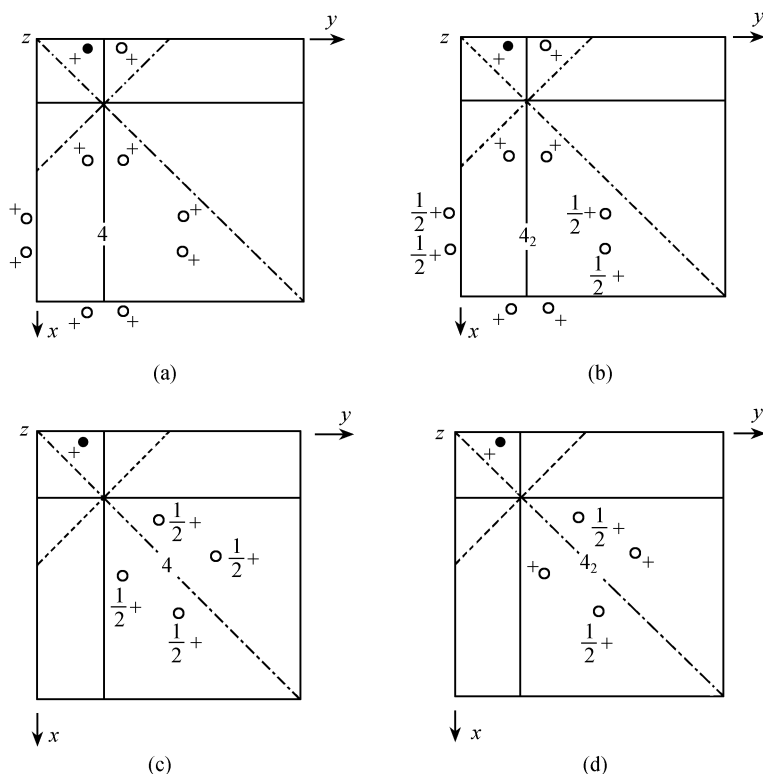 z y
+ +
+ +
+ +
+ 4 +
+ +
x
(a)
z y
+ +
+ +
1/2+ 1/2+
1/2+ 4₂ 1/2+
+ +
x
(b)
z y
+
1/2+
4 1/2+
1/2+
1/2+
x
(c)
z y
+
1/2+
+ 4₂ +
1/2+
x
(d)